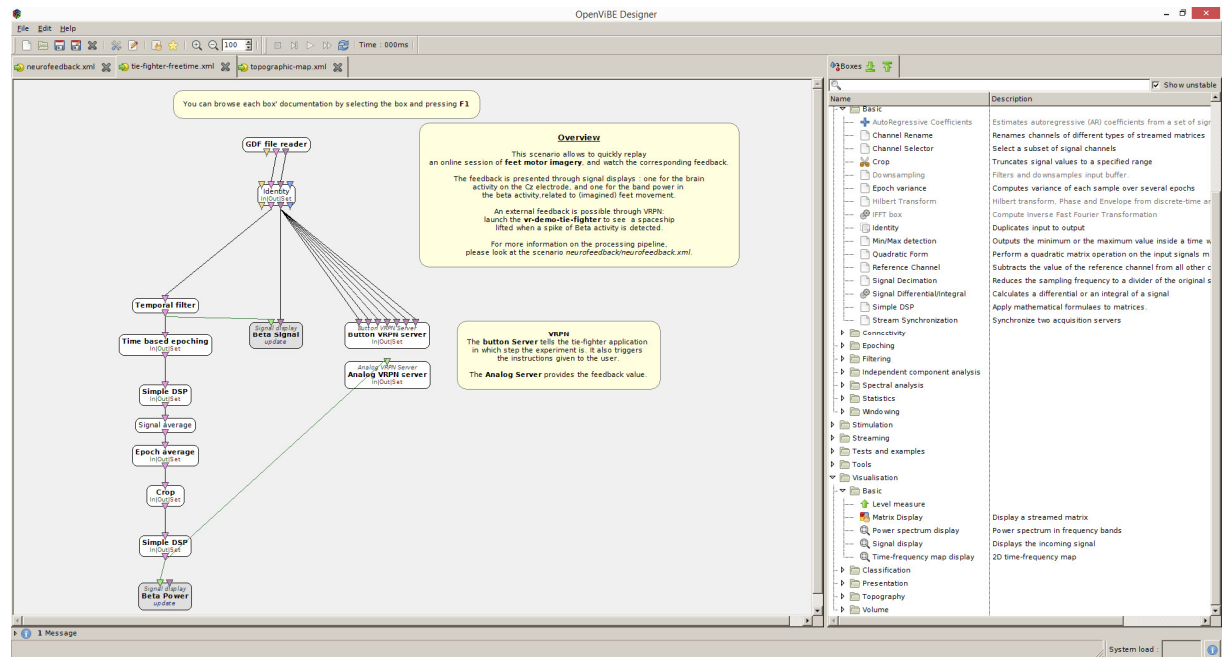 OpenViBE Designer
File Edit Help
100
Time : 000ms
neurofeedback.xml
tie-fighter-freetime.xml
topographic-map.xml
You can browse each box' documentation by selecting the box and pressing F1
GDF file reader
Identity
In|Out|Set
Overview
This scenario allows to quickly replay
an online session of feet motor imagery, and watch the corresponding feedback.
The feedback is presented through signal displays : one for the brain
activity on the Cz electrode, and one for the band power in
the beta activity,related to (imagined) feet movement.
An external feedback is possible through VRPN:
launch the vr-demo-tie-fighter to see a spaceship
lifted when a spike of Beta activity is detected.
For more information on the processing pipeline,
please look at the scenario neurofeedback/neurofeedback.xml.
Temporal filter
Signal display
Beta Signal
update
Button VRPN Server
Button VRPN server
In|Out|Set
Time based epoching
In|Out|Set
Analog VRPN Server
Analog VRPN server
In|Out|Set
VRPN
The button Server tells the tie-fighter application
in which step the experiment is. It also triggers
the instructions given to the user.
The Analog Server provides the feedback value.
Simple DSP
In|Out|Set
Signal average
Epoch average
In|Out|Set
Crop
In|Out|Set
Simple DSP
In|Out|Set
Signal display
Beta Power
update
Boxes
Show unstable
Name Description
Basic
AutoRegressive Coefficients Estimates autoregressive (AR) coefficients from a set of sigr
Channel Rename Renames channels of different types of streamed matrices
Channel Selector Select a subset of signal channels
Crop Truncates signal values to a specified range
Downsampling Filters and downsamples input buffer.
Epoch variance Computes variance of each sample over several epochs
Hilbert Transform Hilbert transform, Phase and Envelope from discrete-time ar
IFFT box Compute Inverse Fast Fourier Transformation
Identity Duplicates input to output
Min/Max detection Outputs the minimum or the maximum value inside a time w
Quadratic Form Perform a quadratic matrix operation on the input signals m
Reference Channel Subtracts the value of the reference channel from all other c
Signal Decimation Reduces the sampling frequency to a divider of the original s
Signal Differential/Integral Calculates a differential or an integral of a signal
Simple DSP Apply mathematical formulaes to matrices.
Stream Synchronization Synchronize two acquisition servers
Connectivity
Epoching
Filtering
Independent component analysis
Spectral analysis
Statistics
Windowing
Stimulation
Streaming
Tests and examples
Tools
Visualisation
Basic
Level measure
Matrix Display Display a streamed matrix
Power spectrum display Power spectrum in frequency bands
Signal display Displays the incoming signal
Time-frequency map display 2D time-frequency map
Classification
Presentation
Topography
Volume
1 Message
System load :